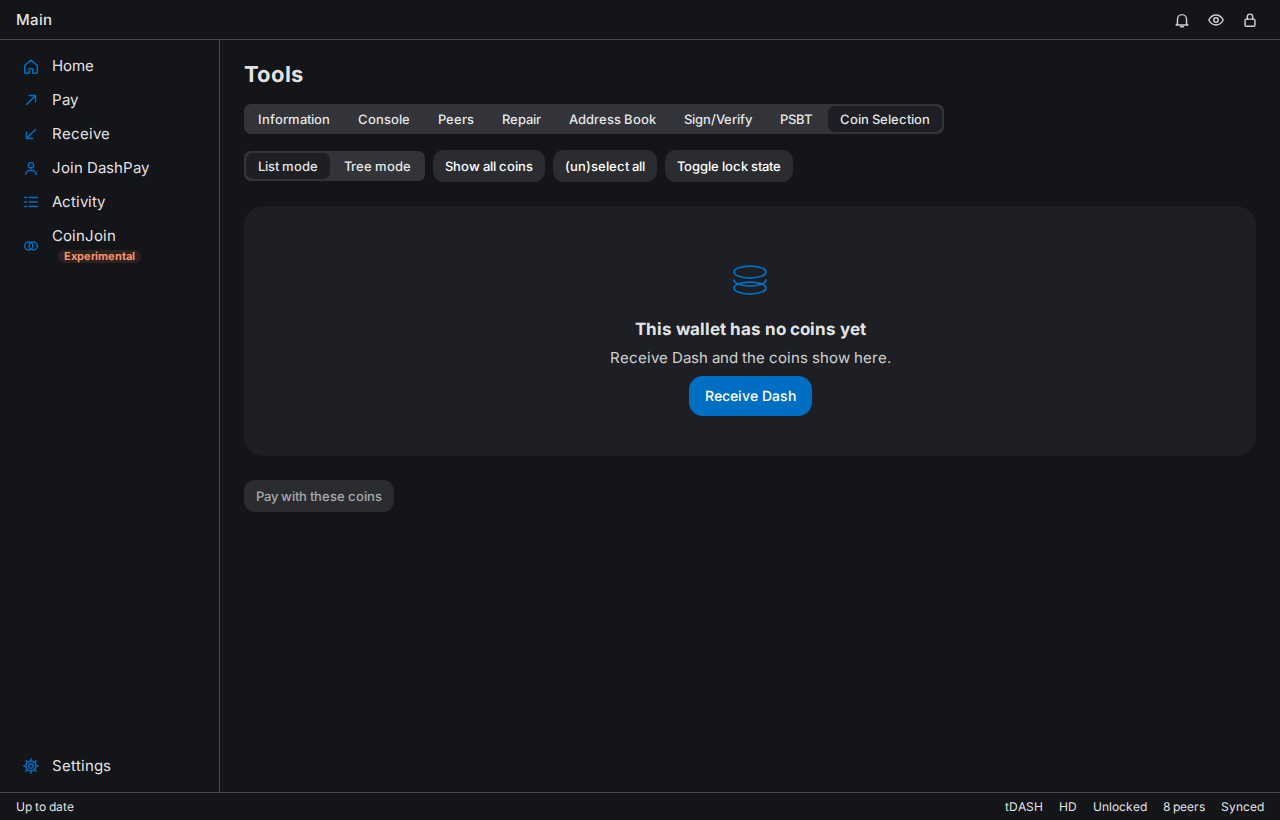 Main
Home
Pay
Receive
Join DashPay
Activity
CoinJoin
Experimental
Settings
Tools
Information Console Peers Repair Address Book Sign/Verify PSBT Coin Selection
List mode Tree mode Show all coins (un)select all Toggle lock state
This wallet has no coins yet
Receive Dash and the coins show here.
Receive Dash
Pay with these coins
Up to date tDASH HD Unlocked 8 peers Synced